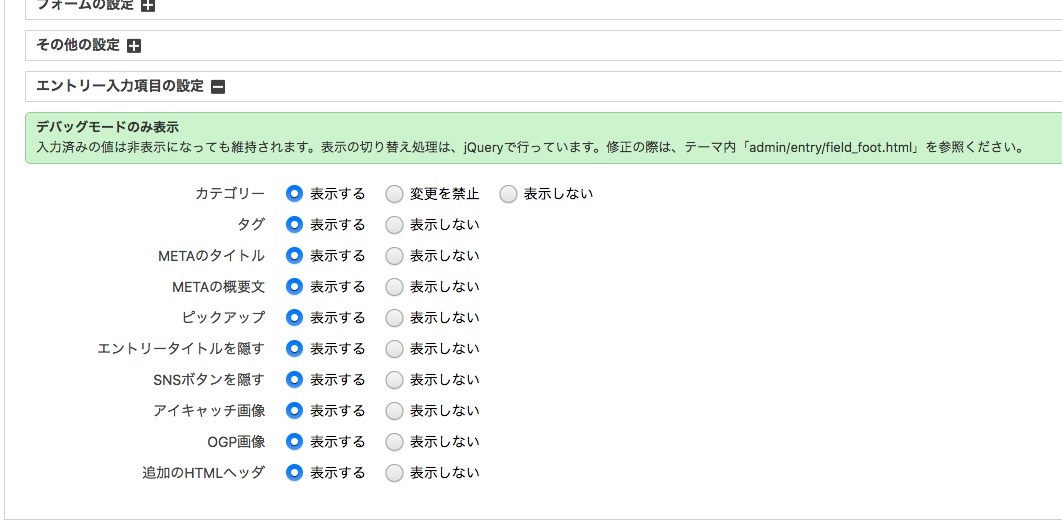 フォームの設定
その他の設定
エントリー入力項目の設定
デバッグモードのみ表示
入力済みの値は非表示になっても維持されます。表示の切り替え処理は、jQueryで行っています。修正の際は、テーマ内「admin/entry/field_foot.html」を参照ください。
カテゴリー 表示する 変更を禁止 表示しない
タグ 表示する 表示しない
METAのタイトル 表示する 表示しない
METAの概要文 表示する 表示しない
ピックアップ 表示する 表示しない
エントリータイトルを隠す 表示する 表示しない
SNSボタンを隠す 表示する 表示しない
アイキャッチ画像 表示する 表示しない
OGP画像 表示する 表示しない
追加のHTMLヘッダ 表示する 表示しない